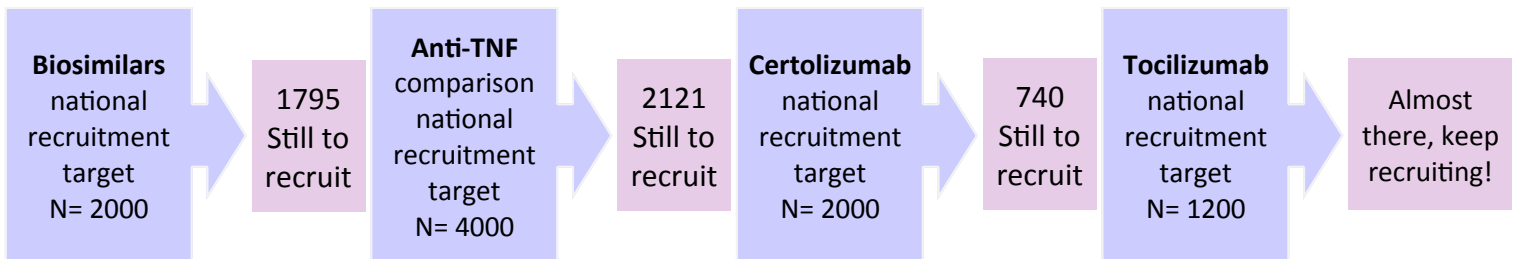 Biosimilars
national
recruitment
target
N= 2000
1795
Still to
recruit
Anti-TNF
comparison
national
recruitment
target
N= 4000
2121
Still to
recruit
Certolizumab
national
recruitment
target
N= 2000
740
Still to
recruit
Tocilizumab
national
recruitment
target
N= 1200
Almost
there, keep
recruiting!